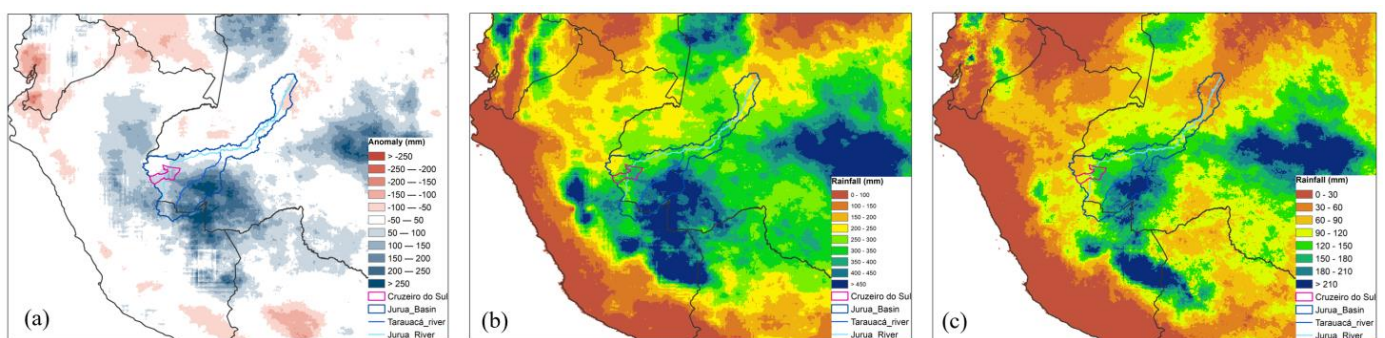 Anomaly (mm)
> -250
-250 — -200
-200 — -150
-150 — -100
-100 — -50
-50 — 50
50 — 100
100 — 150
150 — 200
200 — 250
> 250
Cruzeiro do Sul
Jurua_Basin
Tarauacá_river
Jurua_River
(a)
Rainfall (mm)
0 - 100
100 - 150
150 - 200
200 - 250
250 - 300
300 - 350
350 - 400
400 - 450
> 450
Cruzeiro do Sul
Jurua_Basin
Tarauacá_river
Jurua_River
(b)
Rainfall (mm)
0 - 30
30 - 60
60 - 90
90 - 120
120 - 150
150 - 180
180 - 210
> 210
Cruzeiro do Sul
Jurua_Basin
Tarauacá_river
Jurua_River
(c)